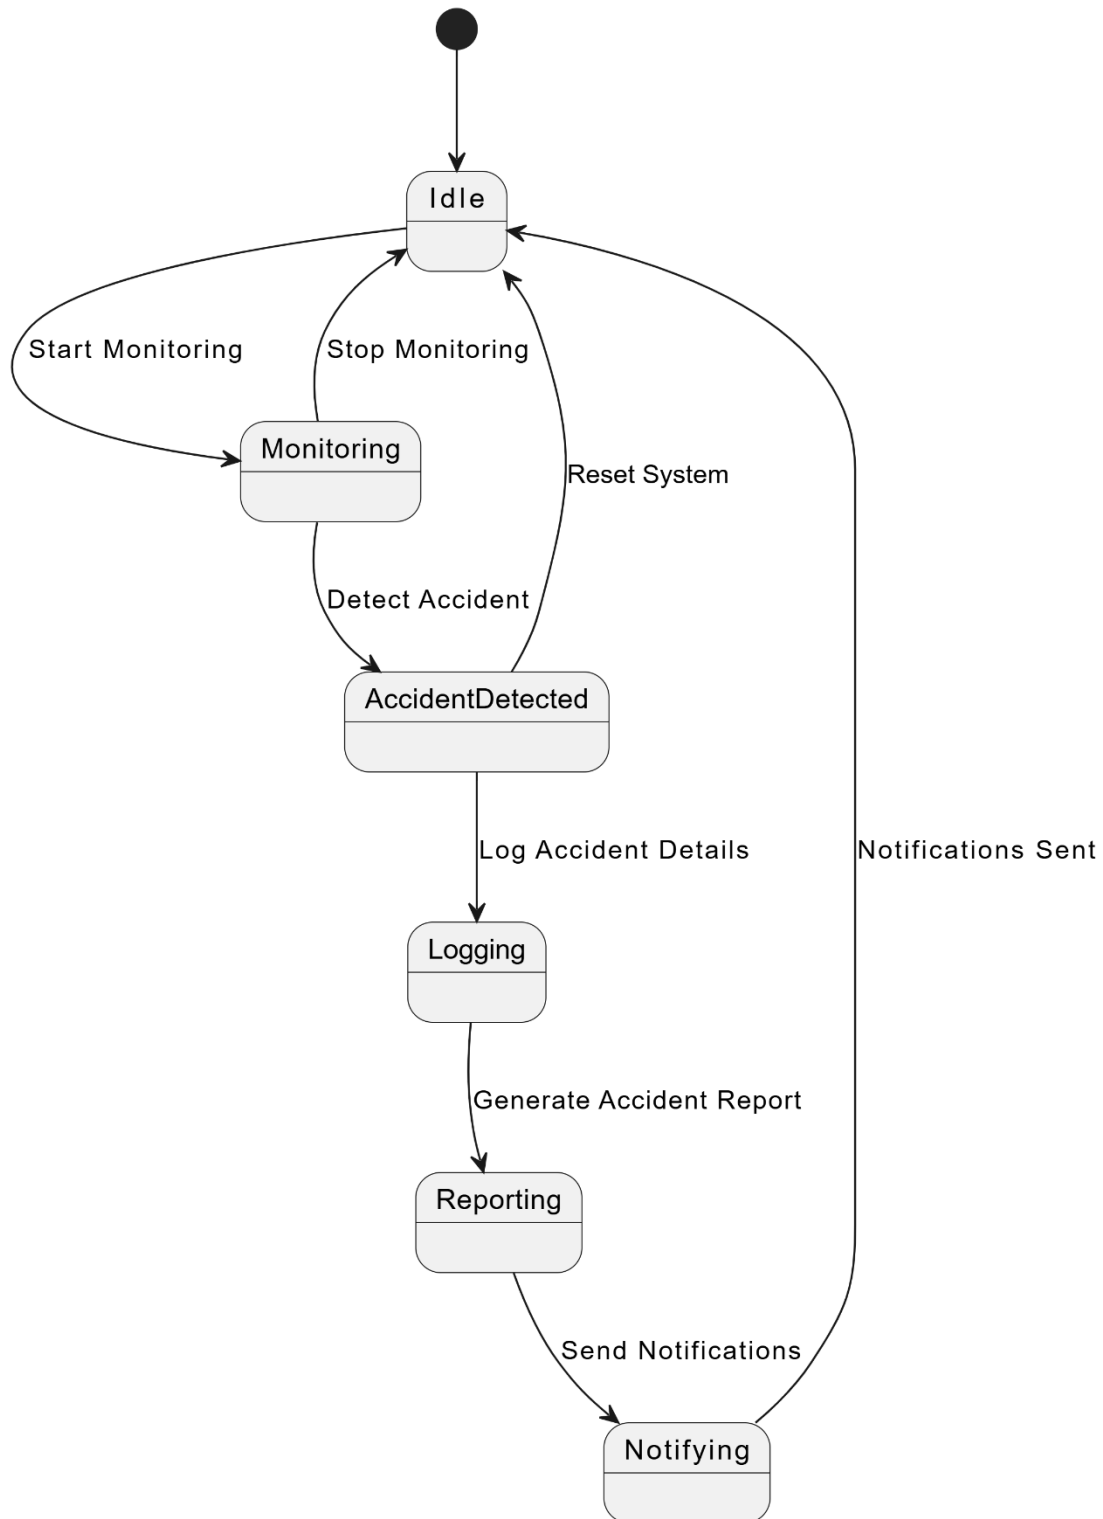 Idle
Start Monitoring
Stop Monitoring
Monitoring
Reset System
Detect Accident
AccidentDetected
Log Accident Details
Notifications Sent
Logging
Generate Accident Report
Reporting
Send Notifications
Notifying